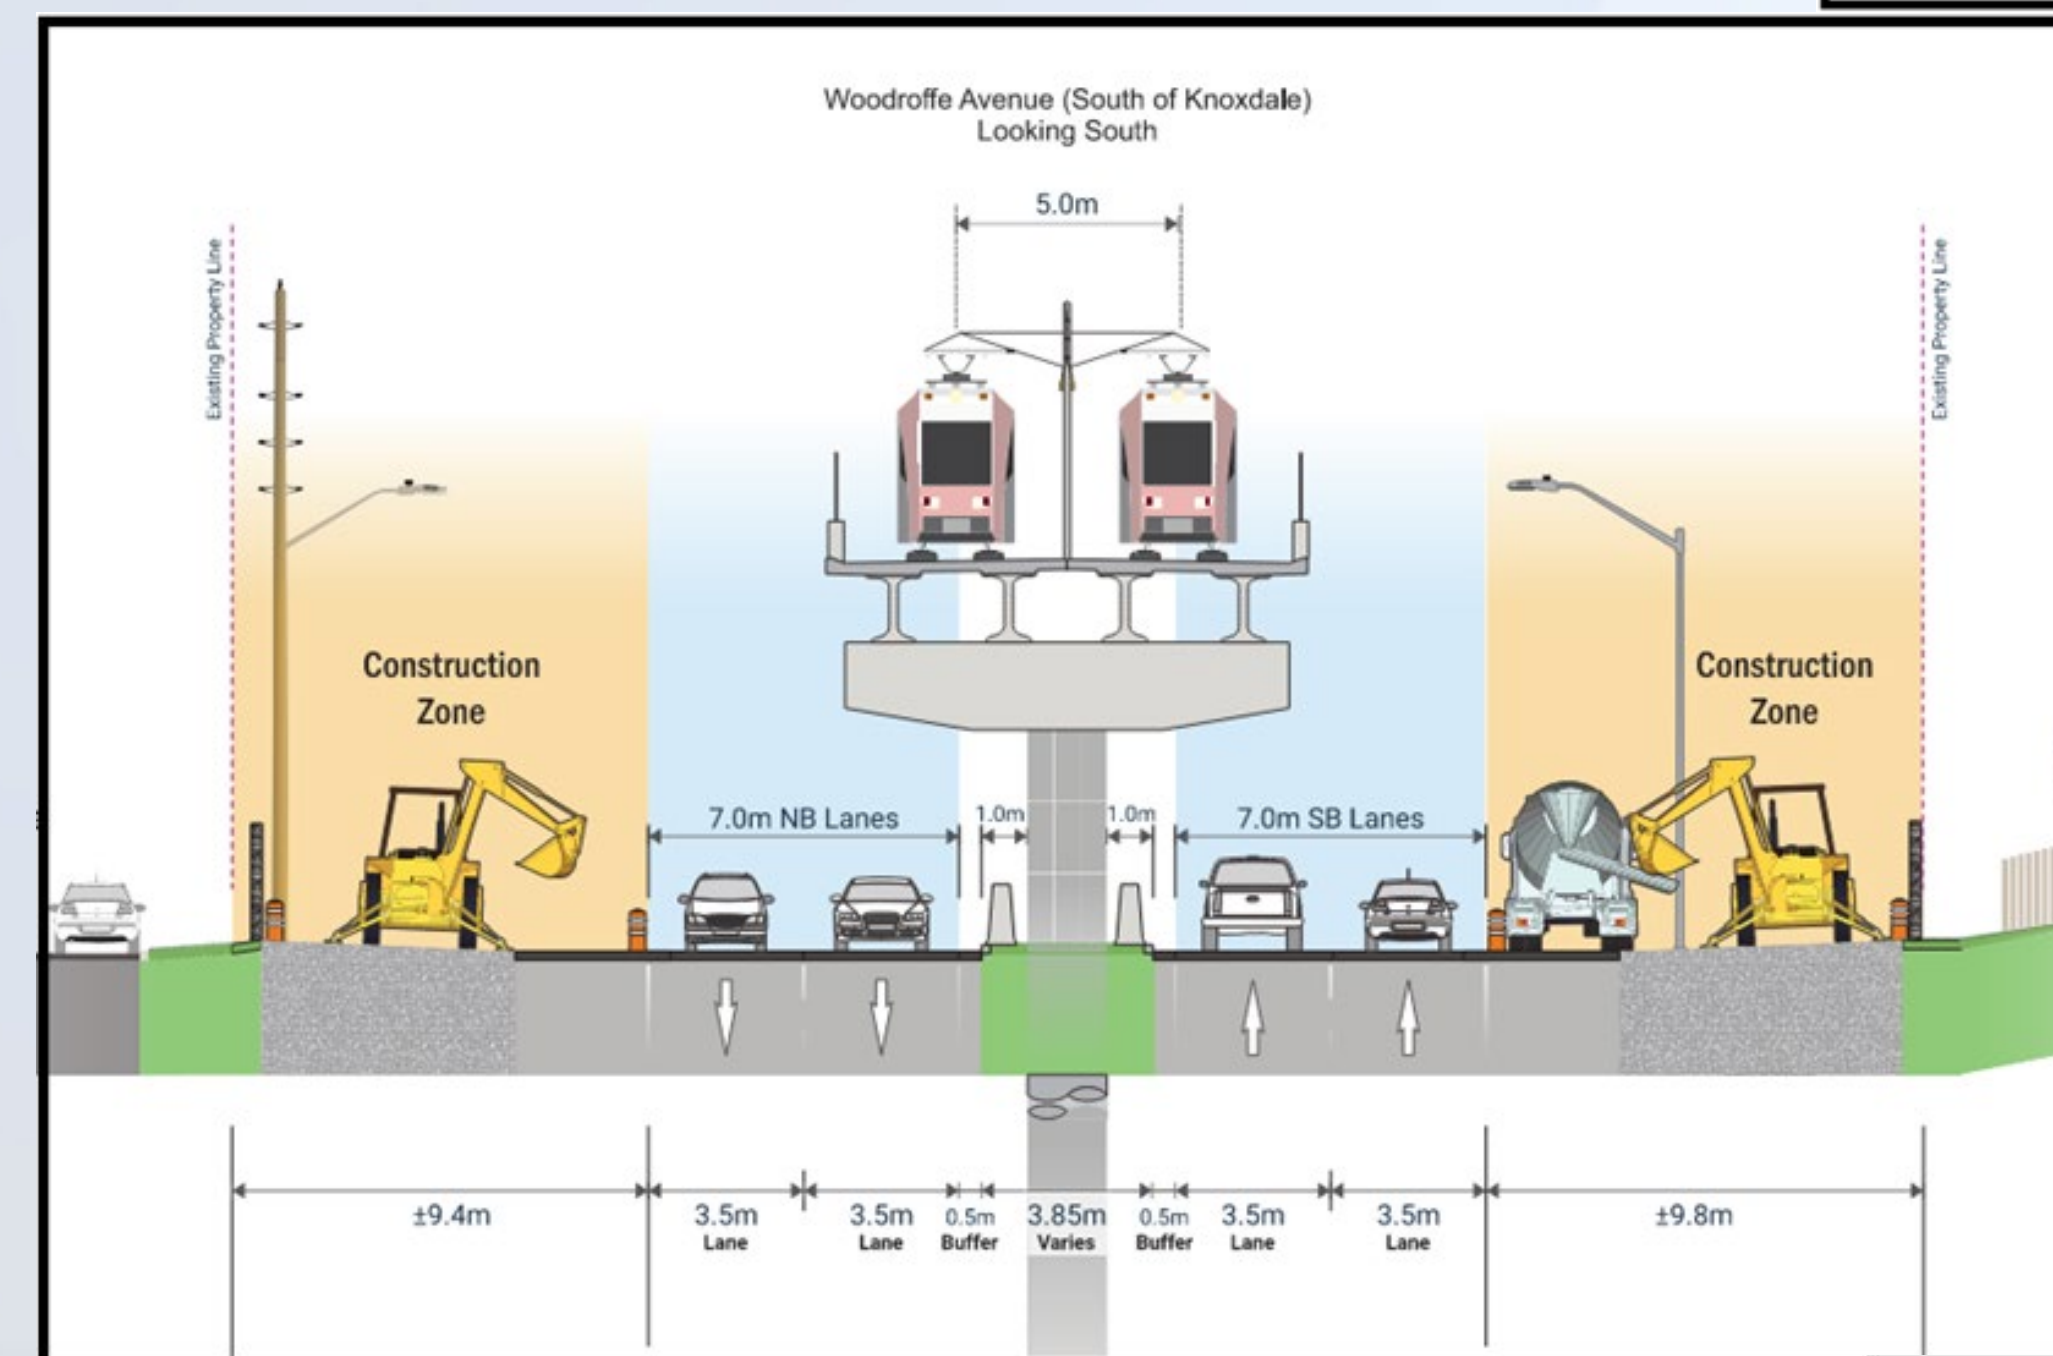 Woodroffe Avenue (South of Knoxdale)
Looking South
5.0m
Existing Property Line
Existing Property Line
Construction
Zone
Construction
Zone
7.0m NB Lanes
1.0m
1.0m
7.0m SB Lanes
±9.4m
3.5m
Lane
3.5m
Lane
0.5m
Buffer
3.85m
Varies
0.5m
Buffer
3.5m
Lane
3.5m
Lane
±9.8m